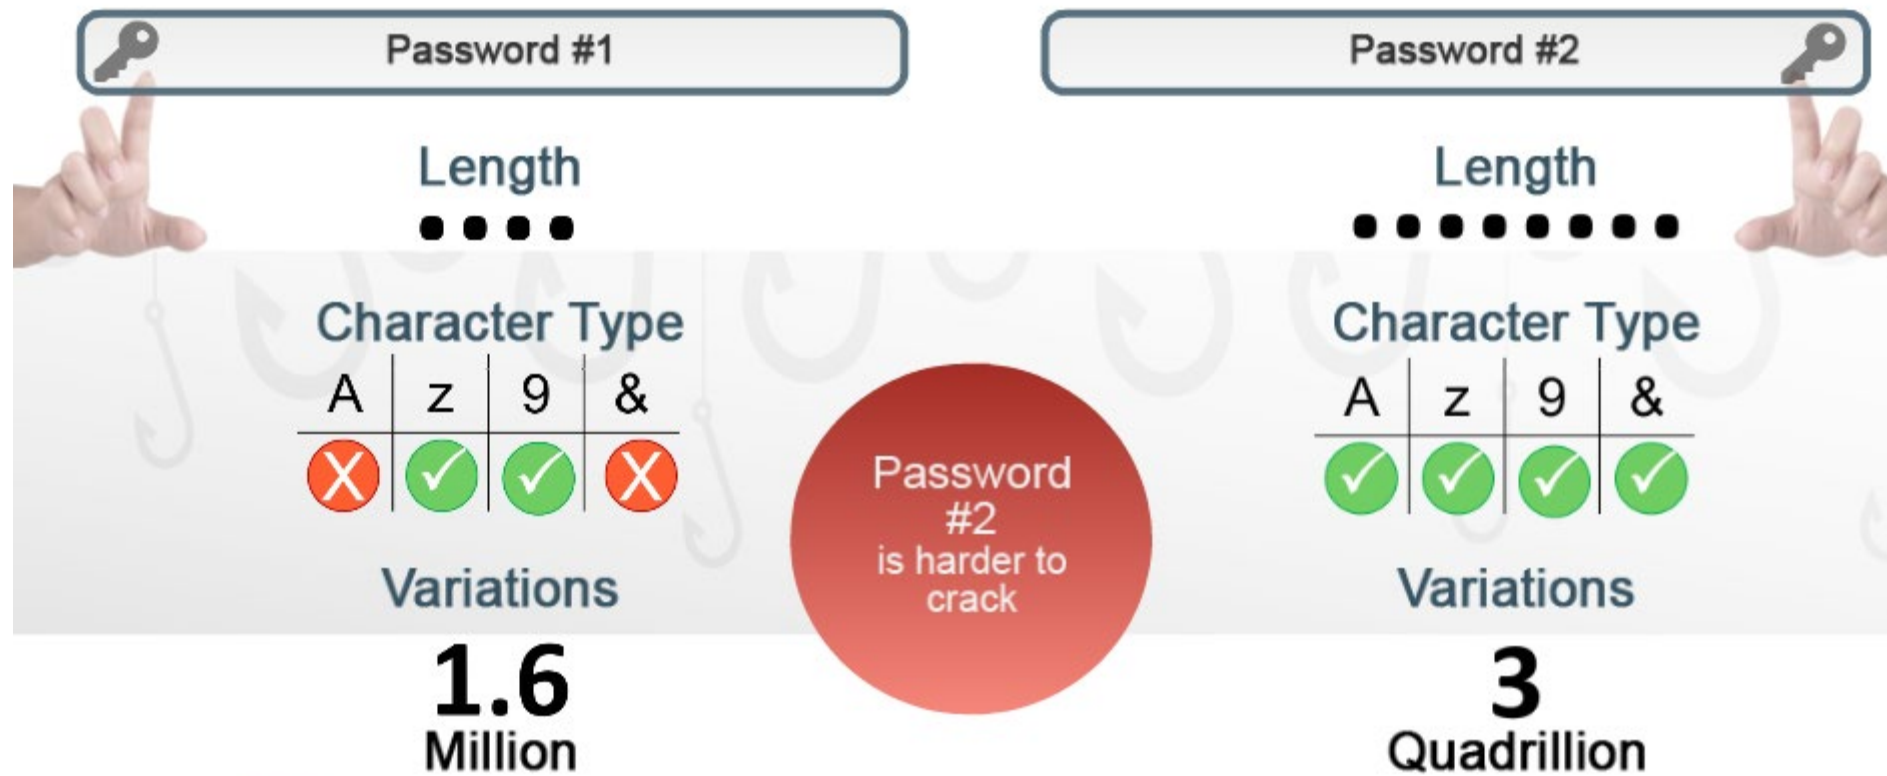 Password #1
Length
Character Type
A z 9 &
X ✓ ✓ X
Variations
1.6
Million
Password
#2
is harder to
crack
Password #2
Length
Character Type
A z 9 &
✓ ✓ ✓ ✓
Variations
3
Quadrillion